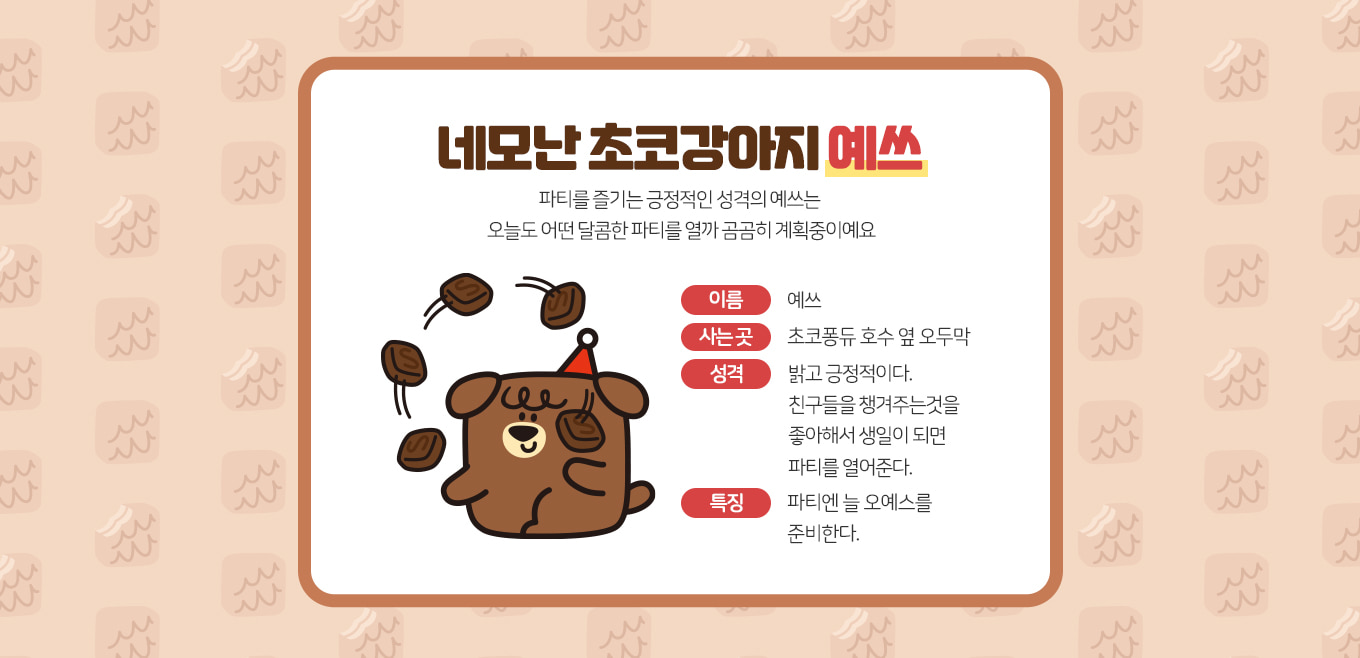 네모난 초코강아지 예쓰
파티를 즐기는 긍정적인 성격의 예쓰는
오늘도 어떤 달콤한 파티를 열까 곰곰히 계획중이예요
이름 예쓰
사는 곳 초코퐁듀 호수 옆 오두막
성격 밝고 긍정적이다.
친구들을 챙겨주는것을
좋아해서 생일이 되면
파티를 열어준다.
특징 파티엔 늘 오예스를
준비한다.